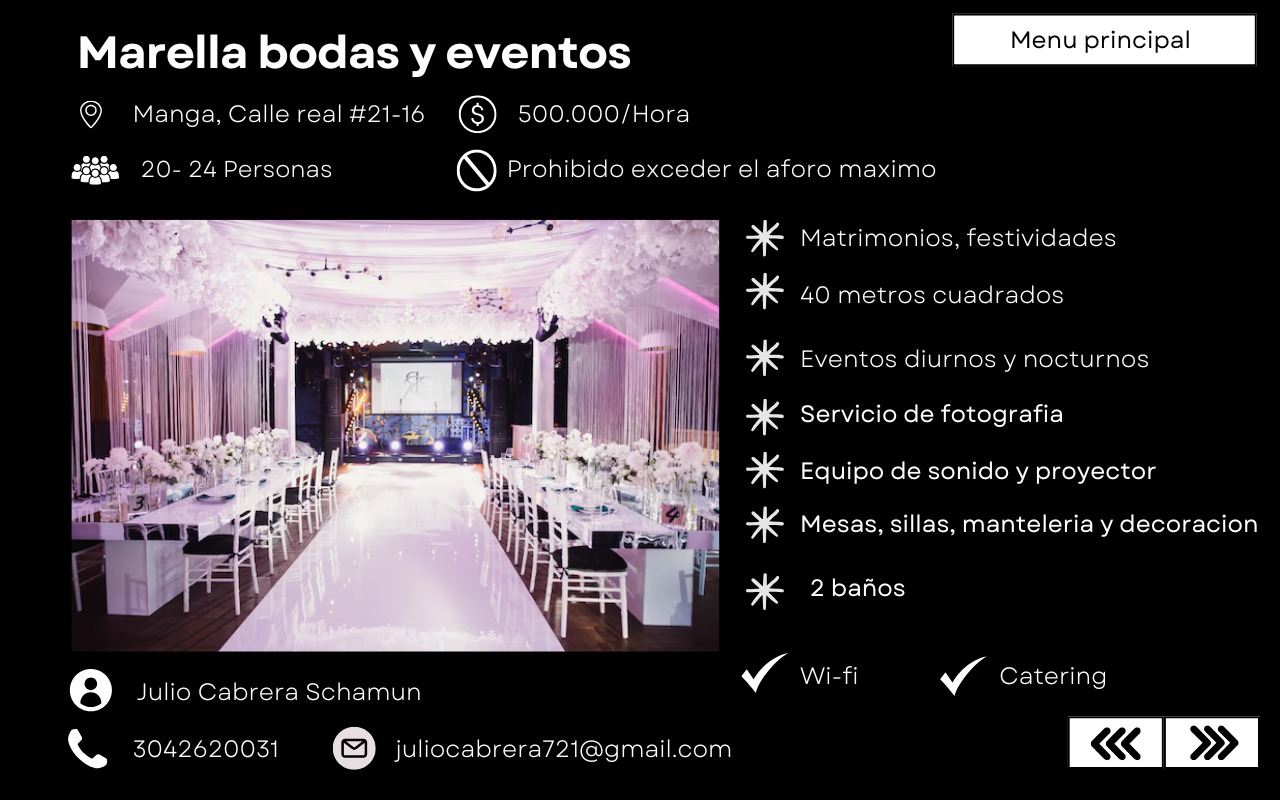 Marella bodas y eventos
Menu principal
Manga, Calle real #21-16
500.000/Hora
20- 24 Personas
Prohibido exceder el aforo maximo
Matrimonios, festividades
40 metros cuadrados
Eventos diurnos y nocturnos
Servicio de fotografia
Equipo de sonido y proyector
Mesas, sillas, manteleria y decoracion
2 baños
3
4
Wi-fi
Catering
Julio Cabrera Schamun
3042620031
juliocabrera721@gmail.com